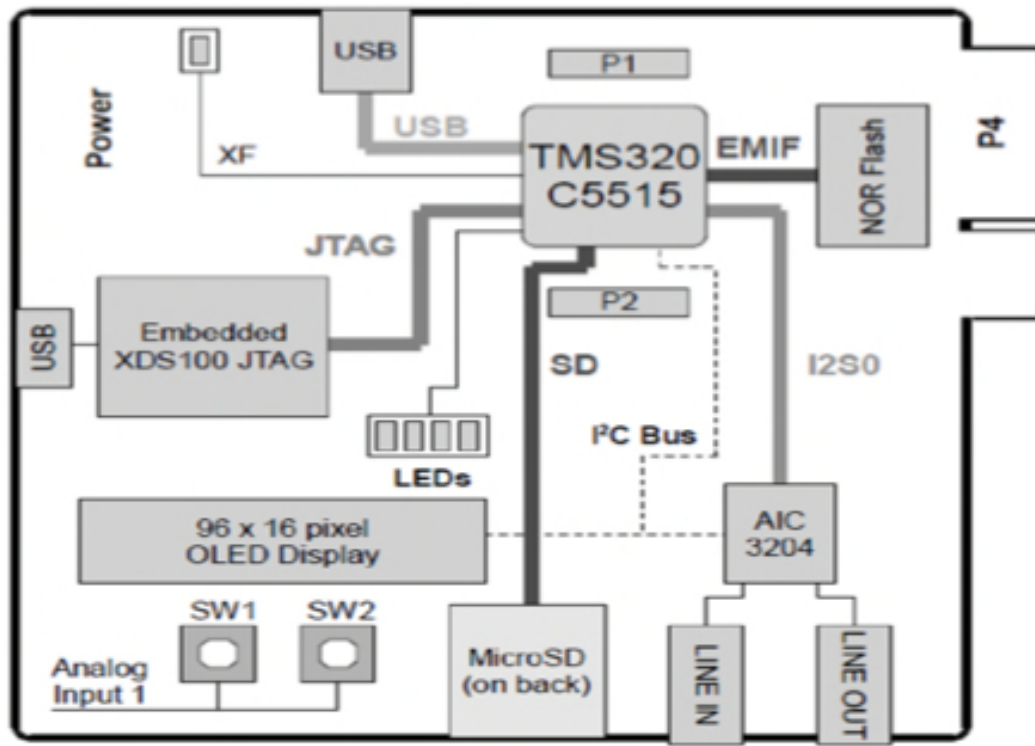 USB
P1
Power
XF
USB
TMS320
C5515
EMIF
NOR Flash
P4
JTAG
USB
Embedded
XDS100 JTAG
P2
SD
I2S0
I²C Bus
LEDs
96 x 16 pixel
OLED Display
AIC
3204
SW1
SW2
Analog
Input 1
MicroSD
(on back)
LINE IN
LINE OUT